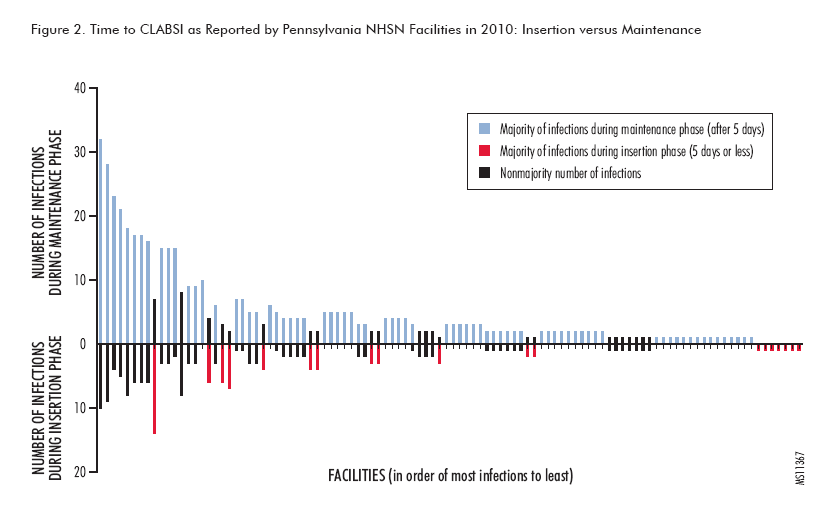 Figure 2. Time to CLABSI as Reported by Pennsylvania NHSN Facilities in 2010: Insertion versus Maintenance
40
30
20
10
0
10
20
NUMBER OF INFECTIONS
DURING MAINTENANCE PHASE
NUMBER OF INFECTIONS
DURING INSERTION PHASE
Majority of infections during maintenance phase (after 5 days)
Majority of infections during insertion phase (5 days or less)
Nonmajority number of infections
FACILITIES (in order of most infections to least)
MS11367